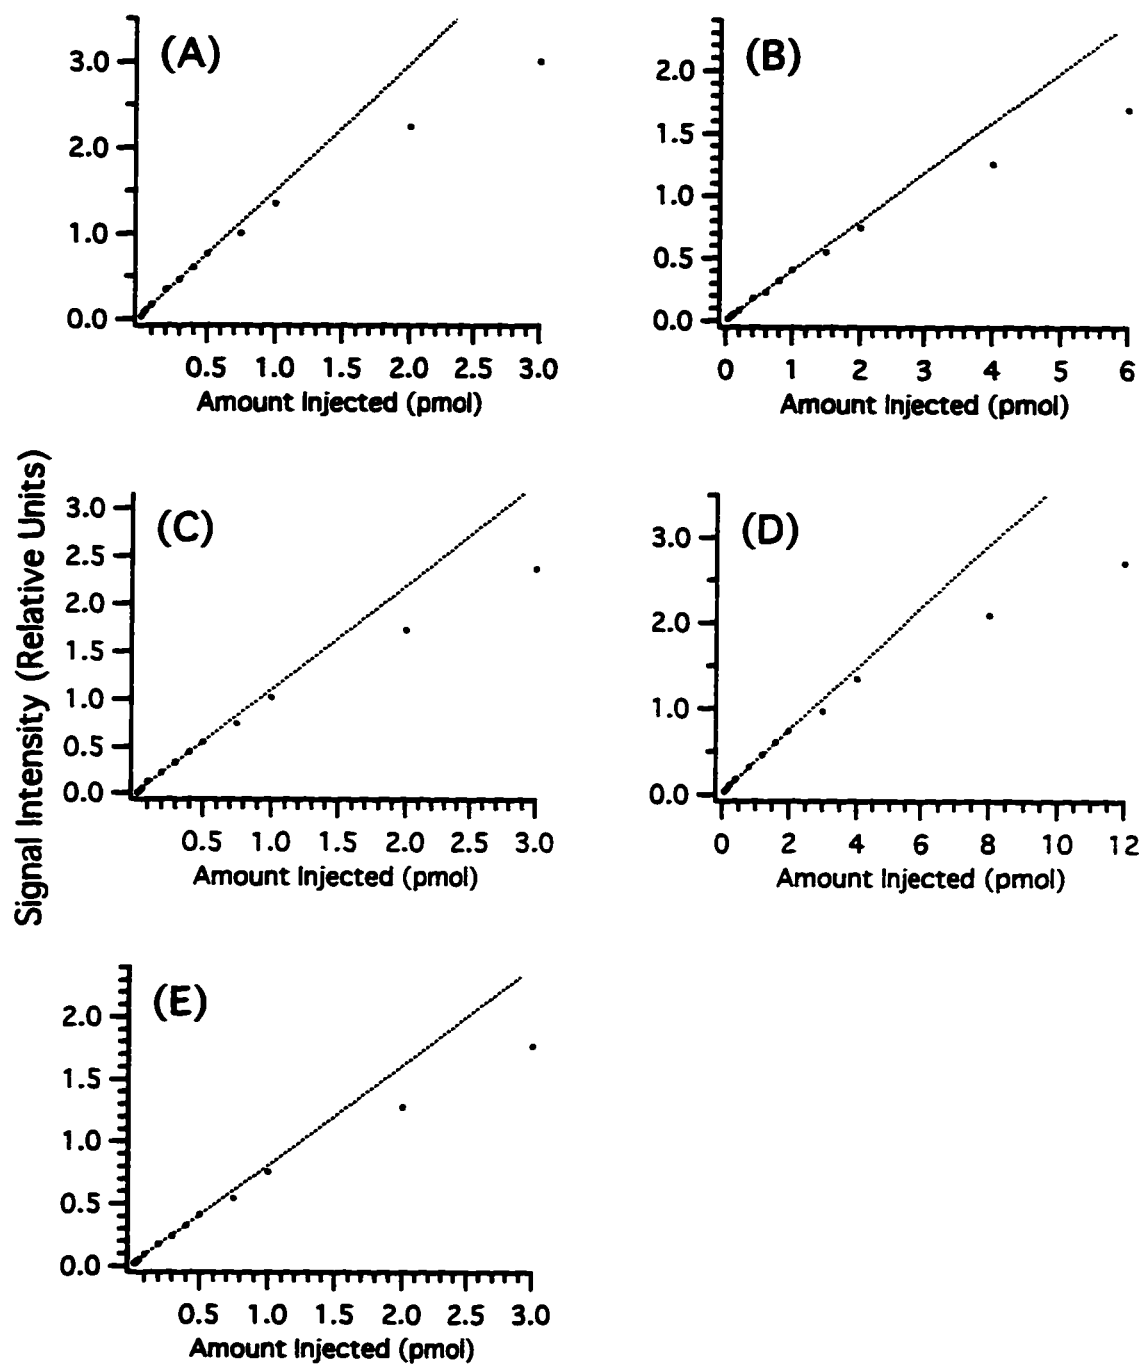 Signal Intensity (Relative Units)
(A)
3.0
2.0
1.0
0.0
0.5 1.0 1.5 2.0 2.5 3.0
Amount Injected (pmol)
(B)
2.0
1.5
1.0
0.5
0.0
0 1 2 3 4 5 6
Amount Injected (pmol)
(C)
3.0
2.5
2.0
1.5
1.0
0.5
0.0
0.5 1.0 1.5 2.0 2.5 3.0
Amount Injected (pmol)
(D)
3.0
2.0
1.0
0.0
0 2 4 6 8 10 12
Amount Injected (pmol)
(E)
2.0
1.5
1.0
0.5
0.0
0.5 1.0 1.5 2.0 2.5 3.0
Amount Injected (pmol)